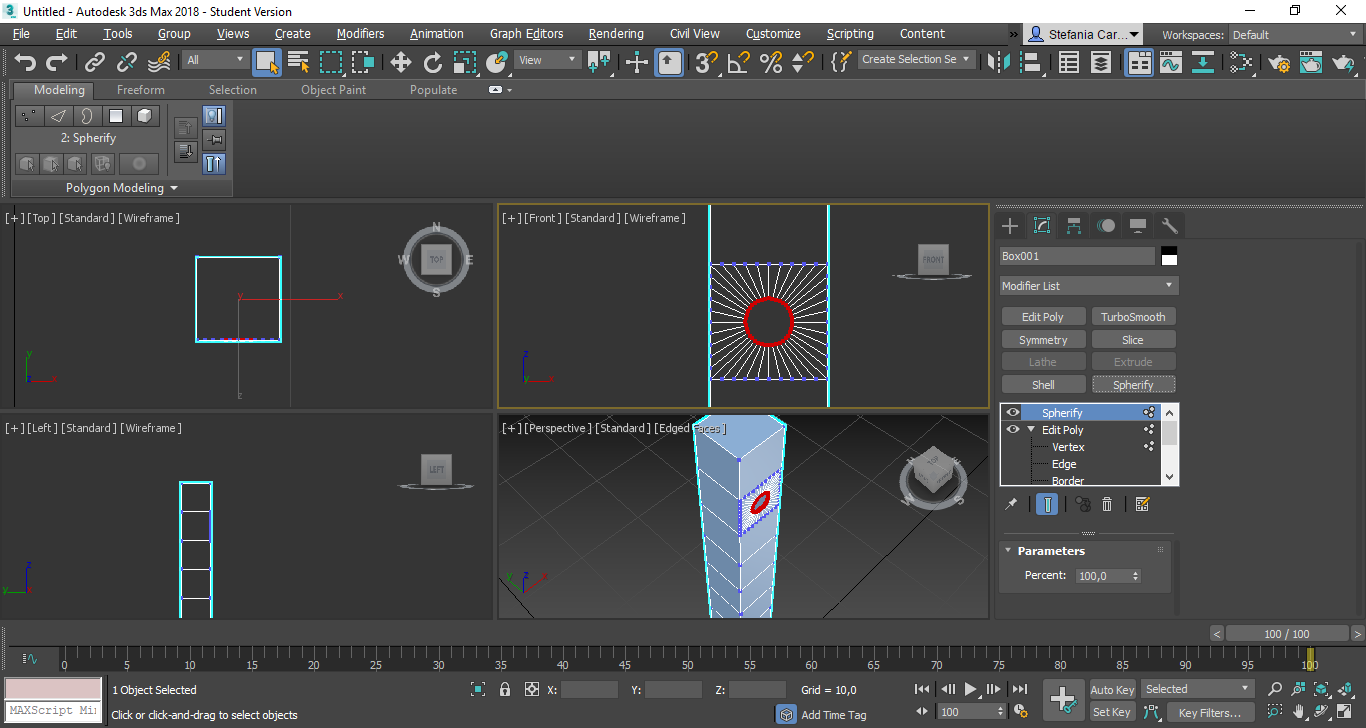 Untitled - Autodesk 3ds Max 2018 - Student Version
File Edit Tools Group Views Create Modifiers Animation Graph Editors Rendering Civil View Customize Scripting Content » Stefania Car... Workspaces: Default
All View Create Selection Se
Modeling Freeform Selection Object Paint Populate
2: Spherify
Polygon Modeling
[+] [Top] [Standard] [Wireframe]
[+] [Front] [Standard] [Wireframe]
N
W TOP E
S
FRONT
y x
z
y
z x
z
y x
Box001
Modifier List
Edit Poly TurboSmooth
Symmetry Slice
Lathe Extrude
Shell Spherify
Spherify
Edit Poly
Vertex
Edge
Border
[+] [Left] [Standard] [Wireframe]
[+] [Perspective] [Standard] [Edged Faces]
LEFT
TOP
W S
z
y
z
y x
Parameters
Percent: 100,0
< 100 / 100 >
0 5 10 15 20 25 30 35 40 45 50 55 60 65 70 75 80 85 90 95 100
1 Object Selected X: Y: Z: Grid = 10,0 Auto Key Selected
MAXScript Mi
Click or click-and-drag to select objects Add Time Tag 100 Set Key Key Filters...